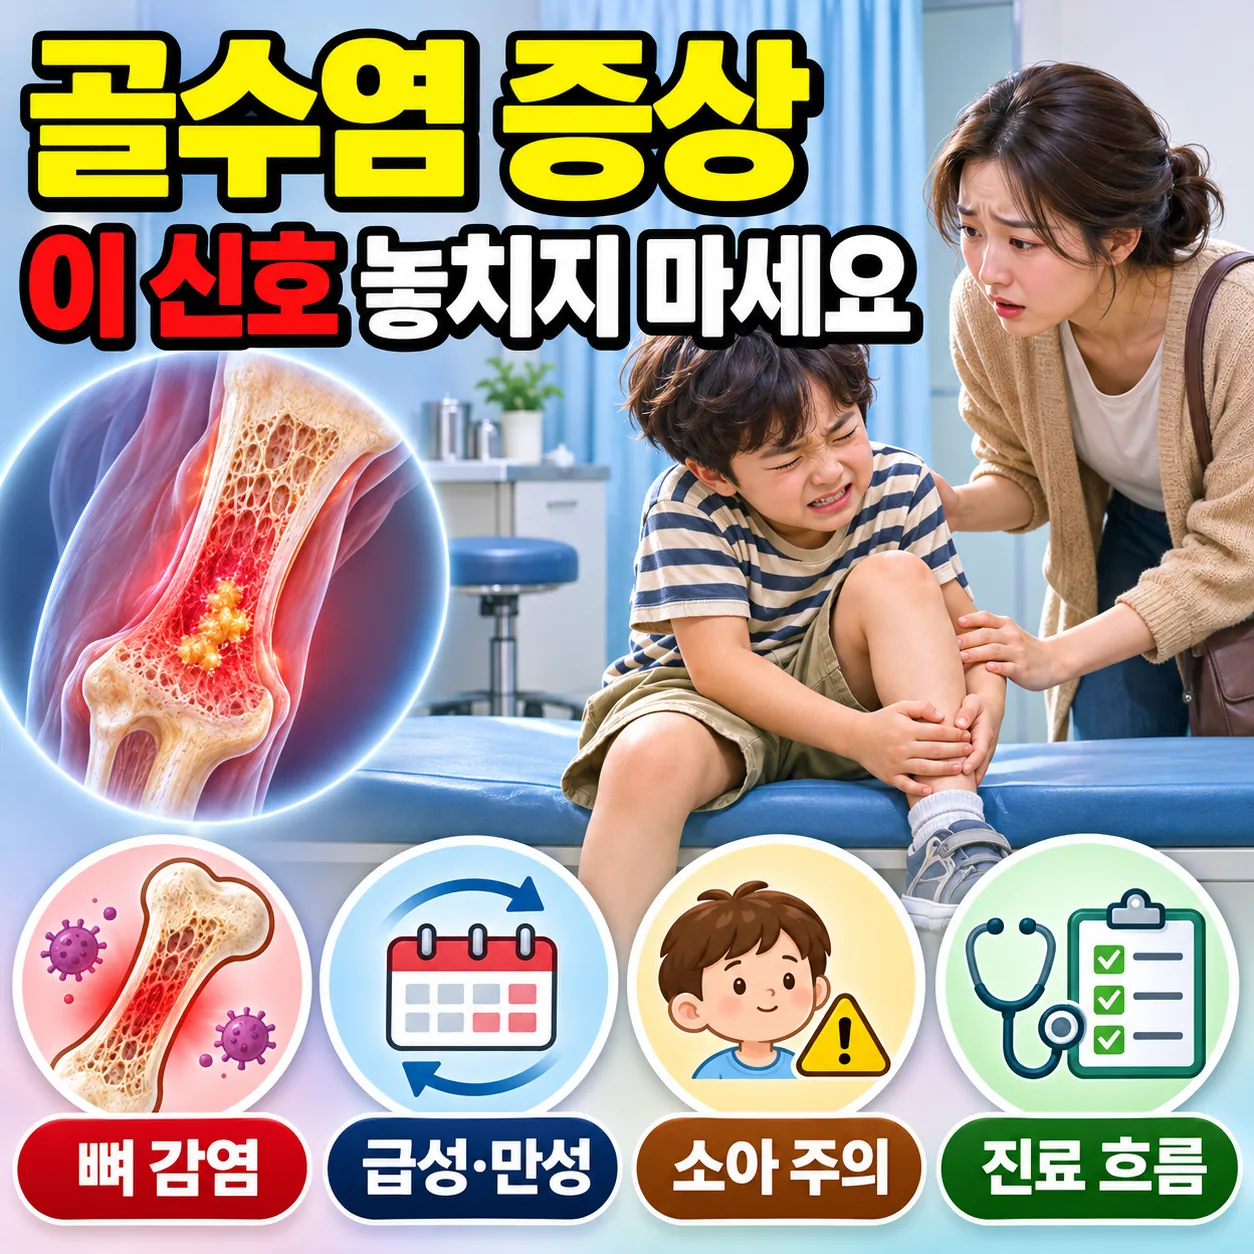 골수염 증상
이 신호 놓치지 마세요
뼈 감염
급성·만성
소아 주의
진료 흐름